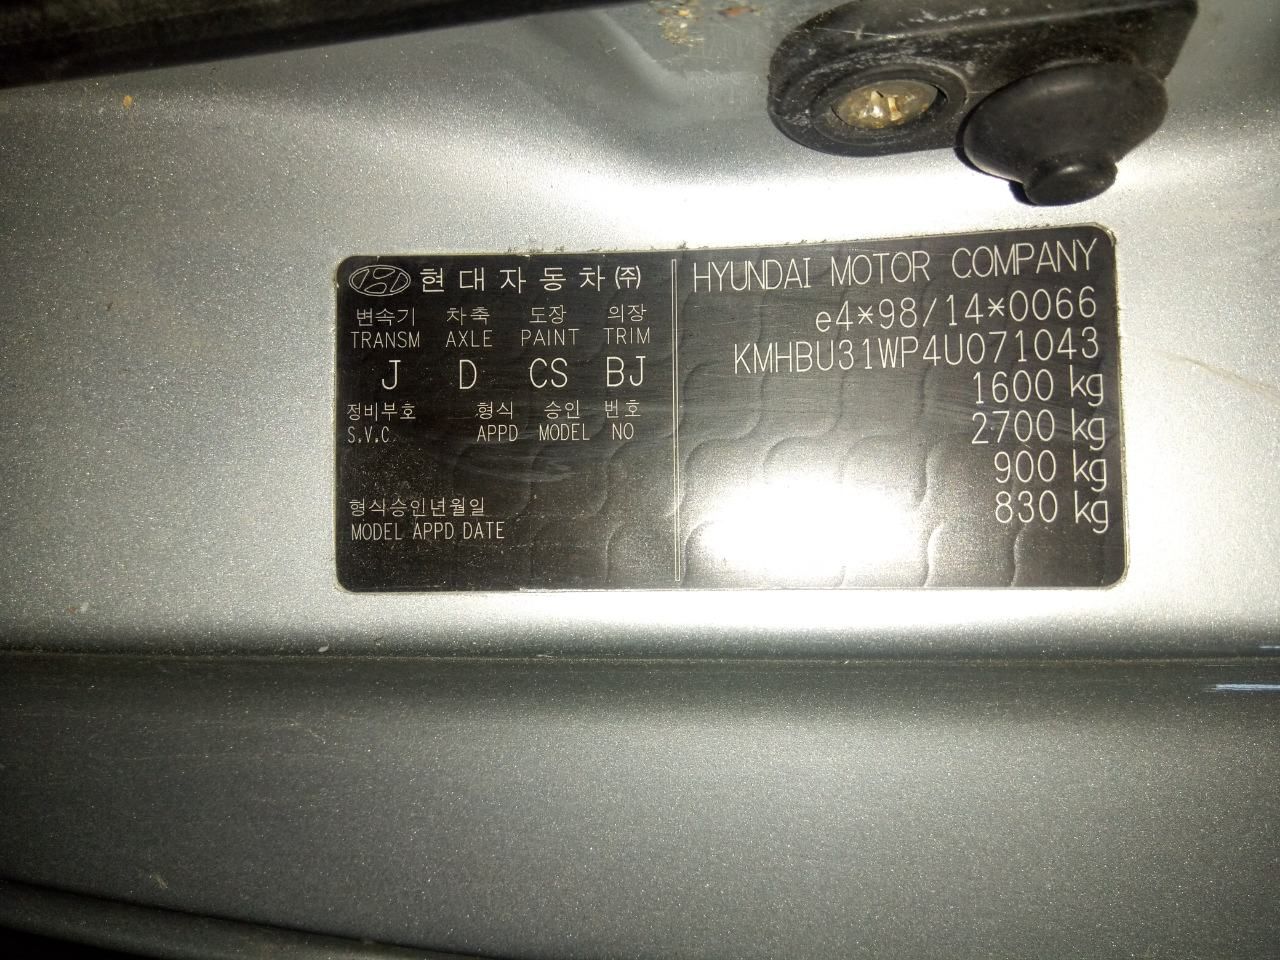 현대자동차㈜
변속기 차축 도장 의장
TRANSM AXLE PAINT TRIM
J D CS BJ
정비부호 형식 승인 번호
S.V.C. APPD MODEL NO
형식승인년월일
MODEL APPD DATE
HYUNDAI MOTOR COMPANY
e4*98/14*0066
KMHBU31WP4U071043
1600 kg
2700 kg
900 kg
830 kg